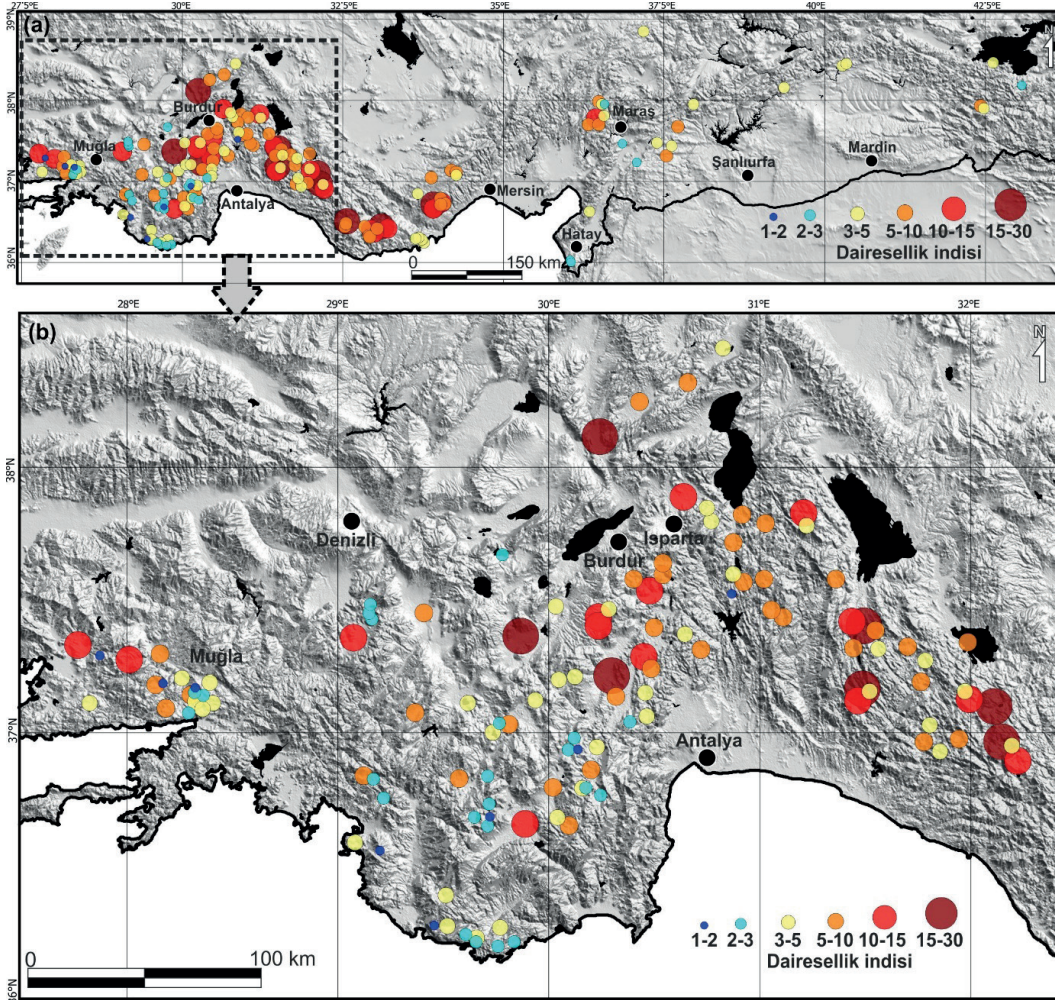 27'5°E 30°0'E 32'5°E 35°0'E 37'5°E 40°0'E 42'5°E
39°N
(a)
N
38°N
Burdur
Maraş
Muğla
Şanlıurfa
Mardin
37°N
Antalya
Mersin
Hatay
1-2 2-3 3-5 5-10 10-15 15-30
Dairesellik indisi
36°N
0 150 km
28°E 29°E 30°E 31°E 32°E
(b)
N
38°N
Denizli
Burdur
Isparta
Muğla
37°N
Antalya
1-2 2-3 3-5 5-10 10-15 15-30
Dairesellik indisi
0 100 km
36°N